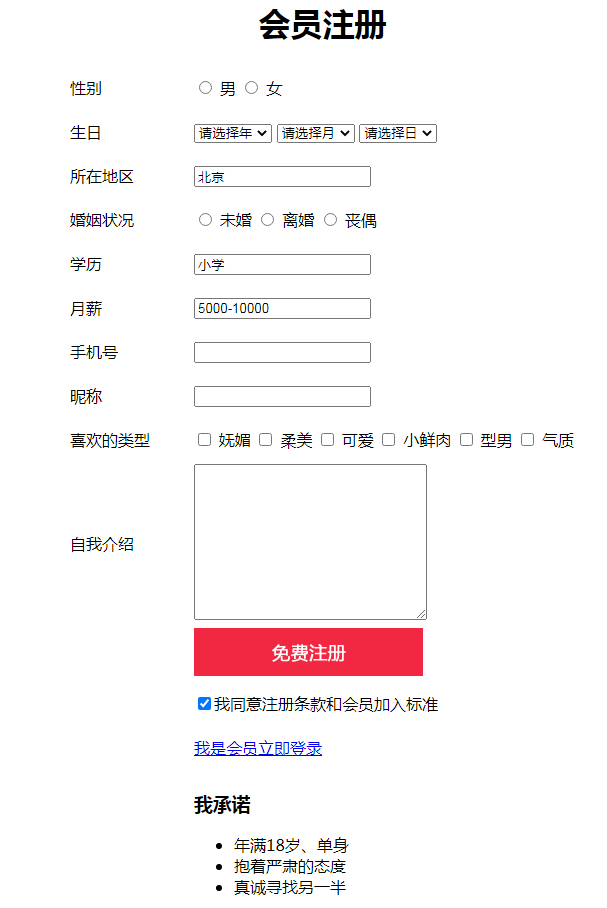 会员注册
性别 男 女
生日 请选择年 请选择月 请选择日
所在地区 北京
婚姻状况 未婚 离婚 丧偶
学历 小学
月薪 5000-10000
手机号
昵称
喜欢的类型 妩媚 柔美 可爱 小鲜肉 型男 气质
自我介绍
免费注册
我同意注册条款和会员加入标准
我是会员立即登录
我承诺
年满18岁、单身
抱着严肃的态度
真诚寻找另一半